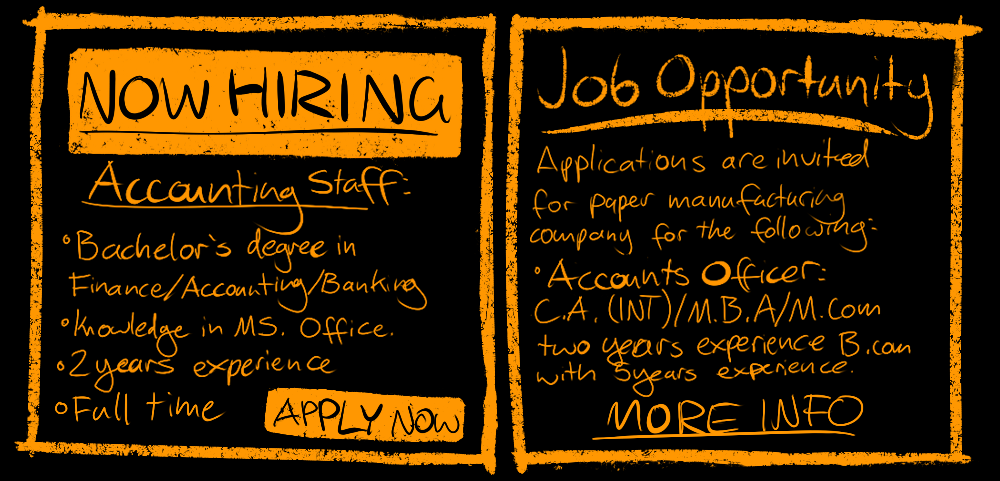 NOW HIRING
Accounting Staff:
• Bachelor's degree in
Finance/Accounting/Banking
• Knowledge in MS. Office.
• 2 years experience
• Full time
APPLY NOW
Job Opportunity
Applications are invited
for paper manufacturing
company for the following:
• Accounts Officer:
C.A. (INT)/M.B.A/M.Com
two years experience B.com
with 5years experience.
MORE INFO